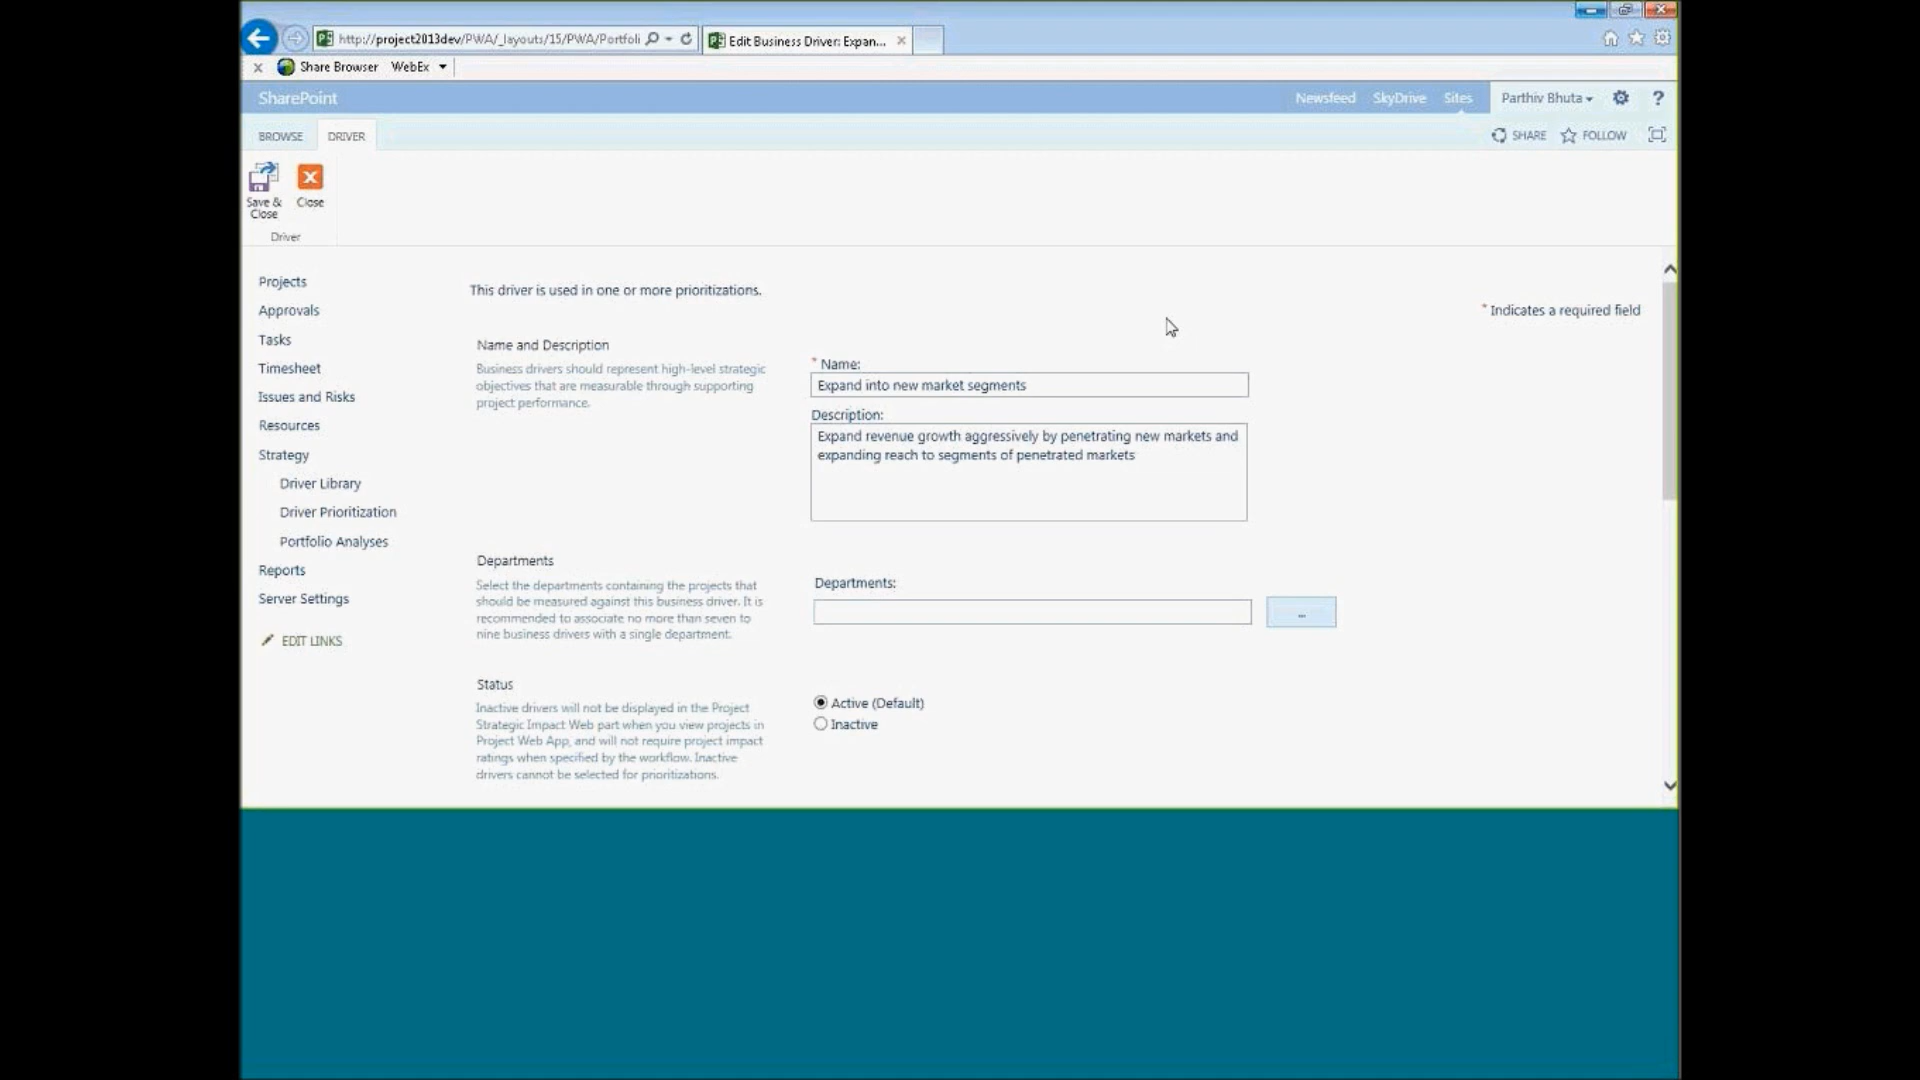 http://project2013dev/PWA/_layouts/15/PWA/Portfoli
Edit Business Driver: Expan...
Share Browser WebEx
SharePoint
Newsfeed SkyDrive Sites Parthiv Bhuta ?
BROWSE DRIVER
SHARE FOLLOW
Save &
Close
Close
Driver
Projects
Approvals
Tasks
Timesheet
Issues and Risks
Resources
Strategy
Driver Library
Driver Prioritization
Portfolio Analyses
Reports
Server Settings
EDIT LINKS
This driver is used in one or more prioritizations.
* Indicates a required field
Name and Description
Business drivers should represent high-level strategic
objectives that are measurable through supporting
project performance.
* Name:
Expand into new market segments
Description:
Expand revenue growth aggressively by penetrating new markets and
expanding reach to segments of penetrated markets
Departments
Select the departments containing the projects that
should be measured against this business driver. It is
recommended to associate no more than seven to
nine business drivers with a single department.
Departments:
...
Status
Inactive drivers will not be displayed in the Project
Strategic Impact Web part when you view projects in
Project Web App, and will not require project impact
ratings when specified by the workflow. Inactive
drivers cannot be selected for prioritizations.
Active (Default)
Inactive